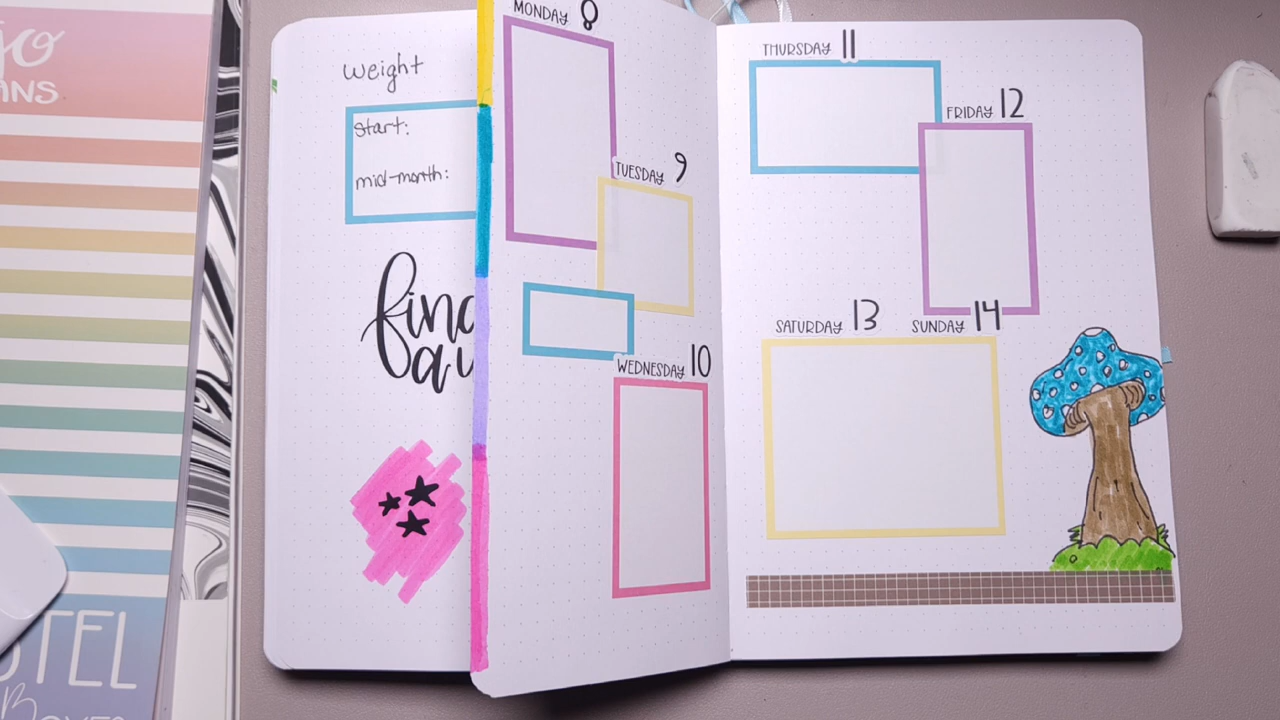 Weight
start:
mid-month:
MONDAY 8
TUESDAY 9
WEDNESDAY 10
THURSDAY 11
FRIDAY 12
SATURDAY 13
SUNDAY 14